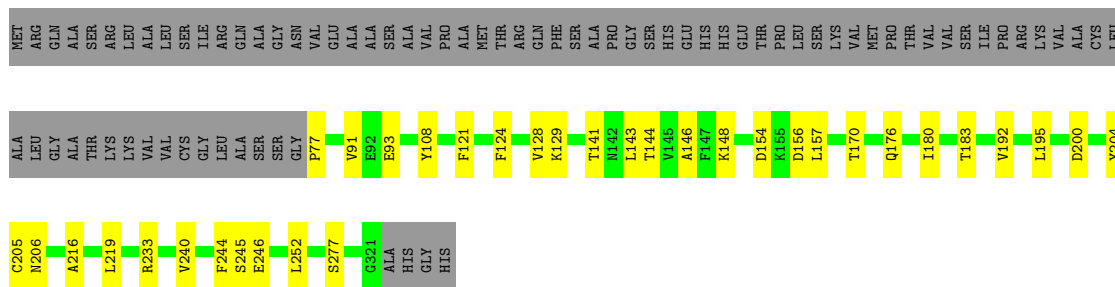 MET ARG GLN ALA SER ARG LEU ALA LEU SER ILE ARG GLN ALA GLY ASN VAL GLU ALA ALA SER ALA VAL PRO ALA MET THR ARG GLN PHE SER ALA PRO GLY SER HIS GLU HIS HIS GLU THR PRO LEU SER LYS VAL MET PRO THR VAL VAL SER ILE PRO ARG LYS VAL ALA CYS LEU
ALA LEU GLY ALA THR LYS LYS VAL VAL CYS GLY LEU ALA SER SER GLY P77 V91 E92 E93 Y108 F121 F124 V128 K129 T141 N142 L143 T144 V145 A146 F147 K148 D154 K155 D156 L157 T170 Q176 I180 T183 V192 L195 D200 Y204
C205 N206 A216 L219 R233 V240 F244 S245 E246 L252 S277 G321 ALA HIS GLY HIS